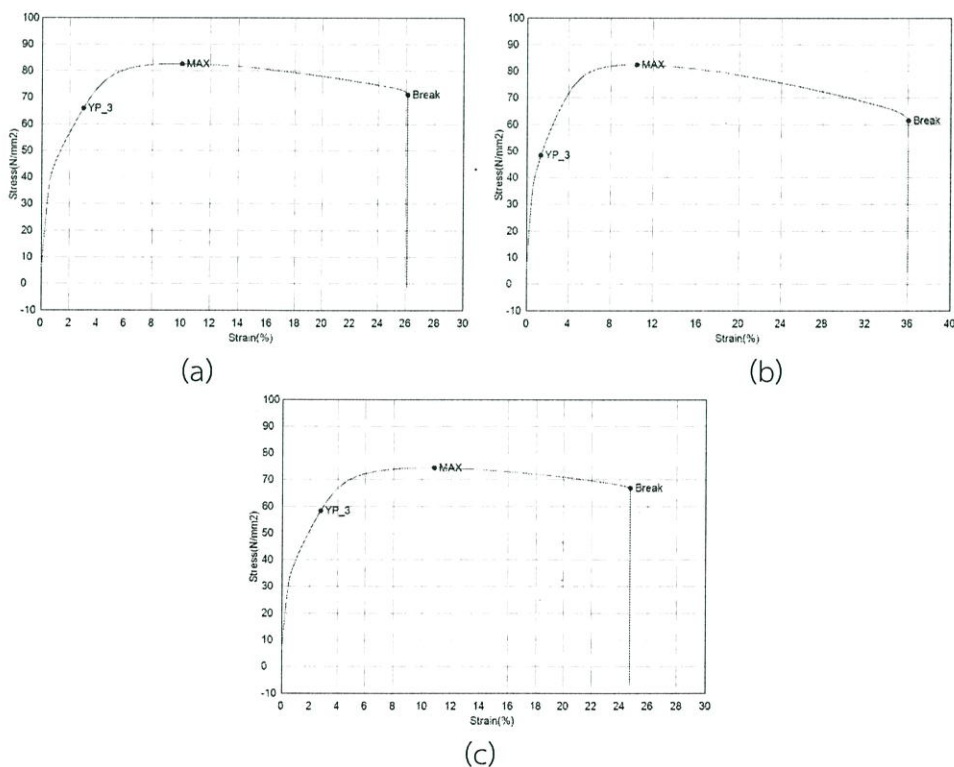 100
90
80
70
60
50
40
30
20
10
0
-10
Stress(N/mm2)
MAX
YP_3
Break
0 2 4 6 8 10 12 14 16 18 20 22 24 26 28 30
Strain(%)
(a)
100
90
80
70
60
50
40
30
20
10
0
-10
Stress(N/mm2)
MAX
YP_3
Break
0 4 8 12 16 20 24 28 32 36 40
Strain(%)
(b)
100
90
80
70
60
50
40
30
20
10
0
-10
Stress(N/mm2)
MAX
YP_3
Break
0 2 4 6 8 10 12 14 16 18 20 22 24 26 28 30
Strain(%)
(c)